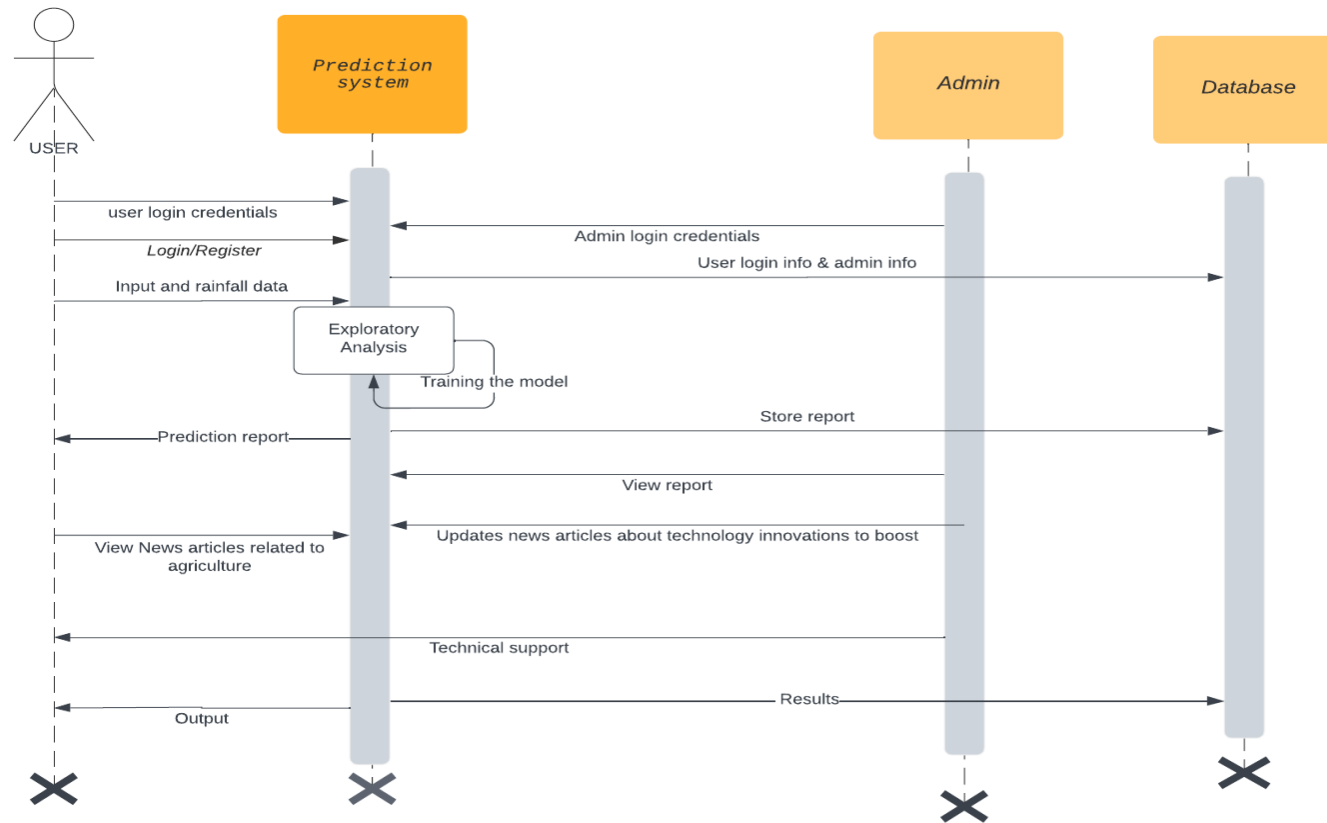 Prediction
system
Admin
Database
USER
user login credentials
Admin login credentials
Login/Register
User login info & admin info
Input and rainfall data
Exploratory
Analysis
Training the model
Store report
Prediction report
View report
Updates news articles about technology innovations to boost
View News articles related to
agriculture
Technical support
Results
Output